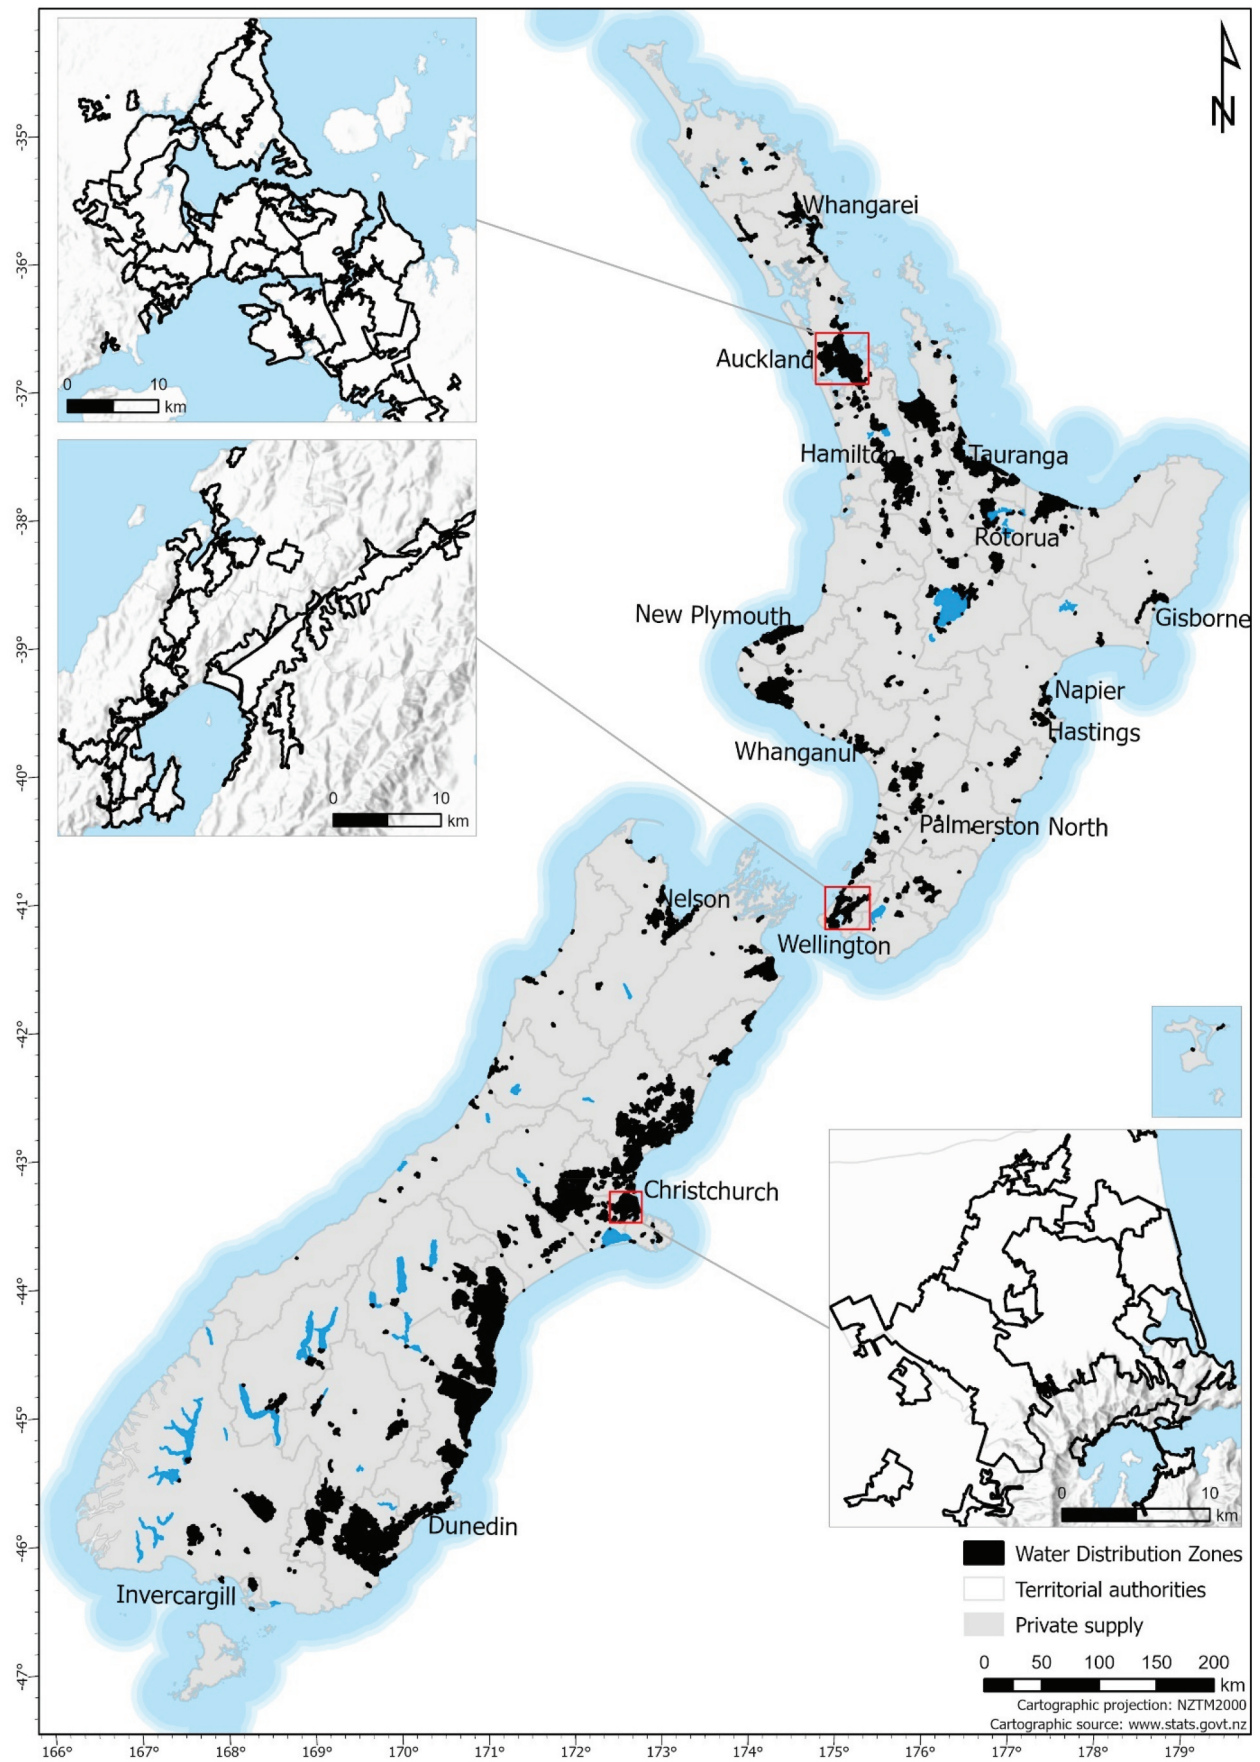 N
-35°
-36°
-37°
-38°
-39°
-40°
-41°
-42°
-43°
-44°
-45°
-46°
-47°
0 10
km
0 10
km
Whangarei
Auckland
Hamilton
Tauranga
Rotorua
New Plymouth
Gisborne
Napier
Hastings
Whanganui
Palmerston North
Nelson
Wellington
Christchurch
Dunedin
Invercargill
0 10
km
Water Distribution Zones
Territorial authorities
Private supply
0 50 100 150 200
km
Cartographic projection: NZTM2000
Cartographic source: www.stats.govt.nz
166° 167° 168° 169° 170° 171° 172° 173° 174° 175° 176° 177° 178° 179°